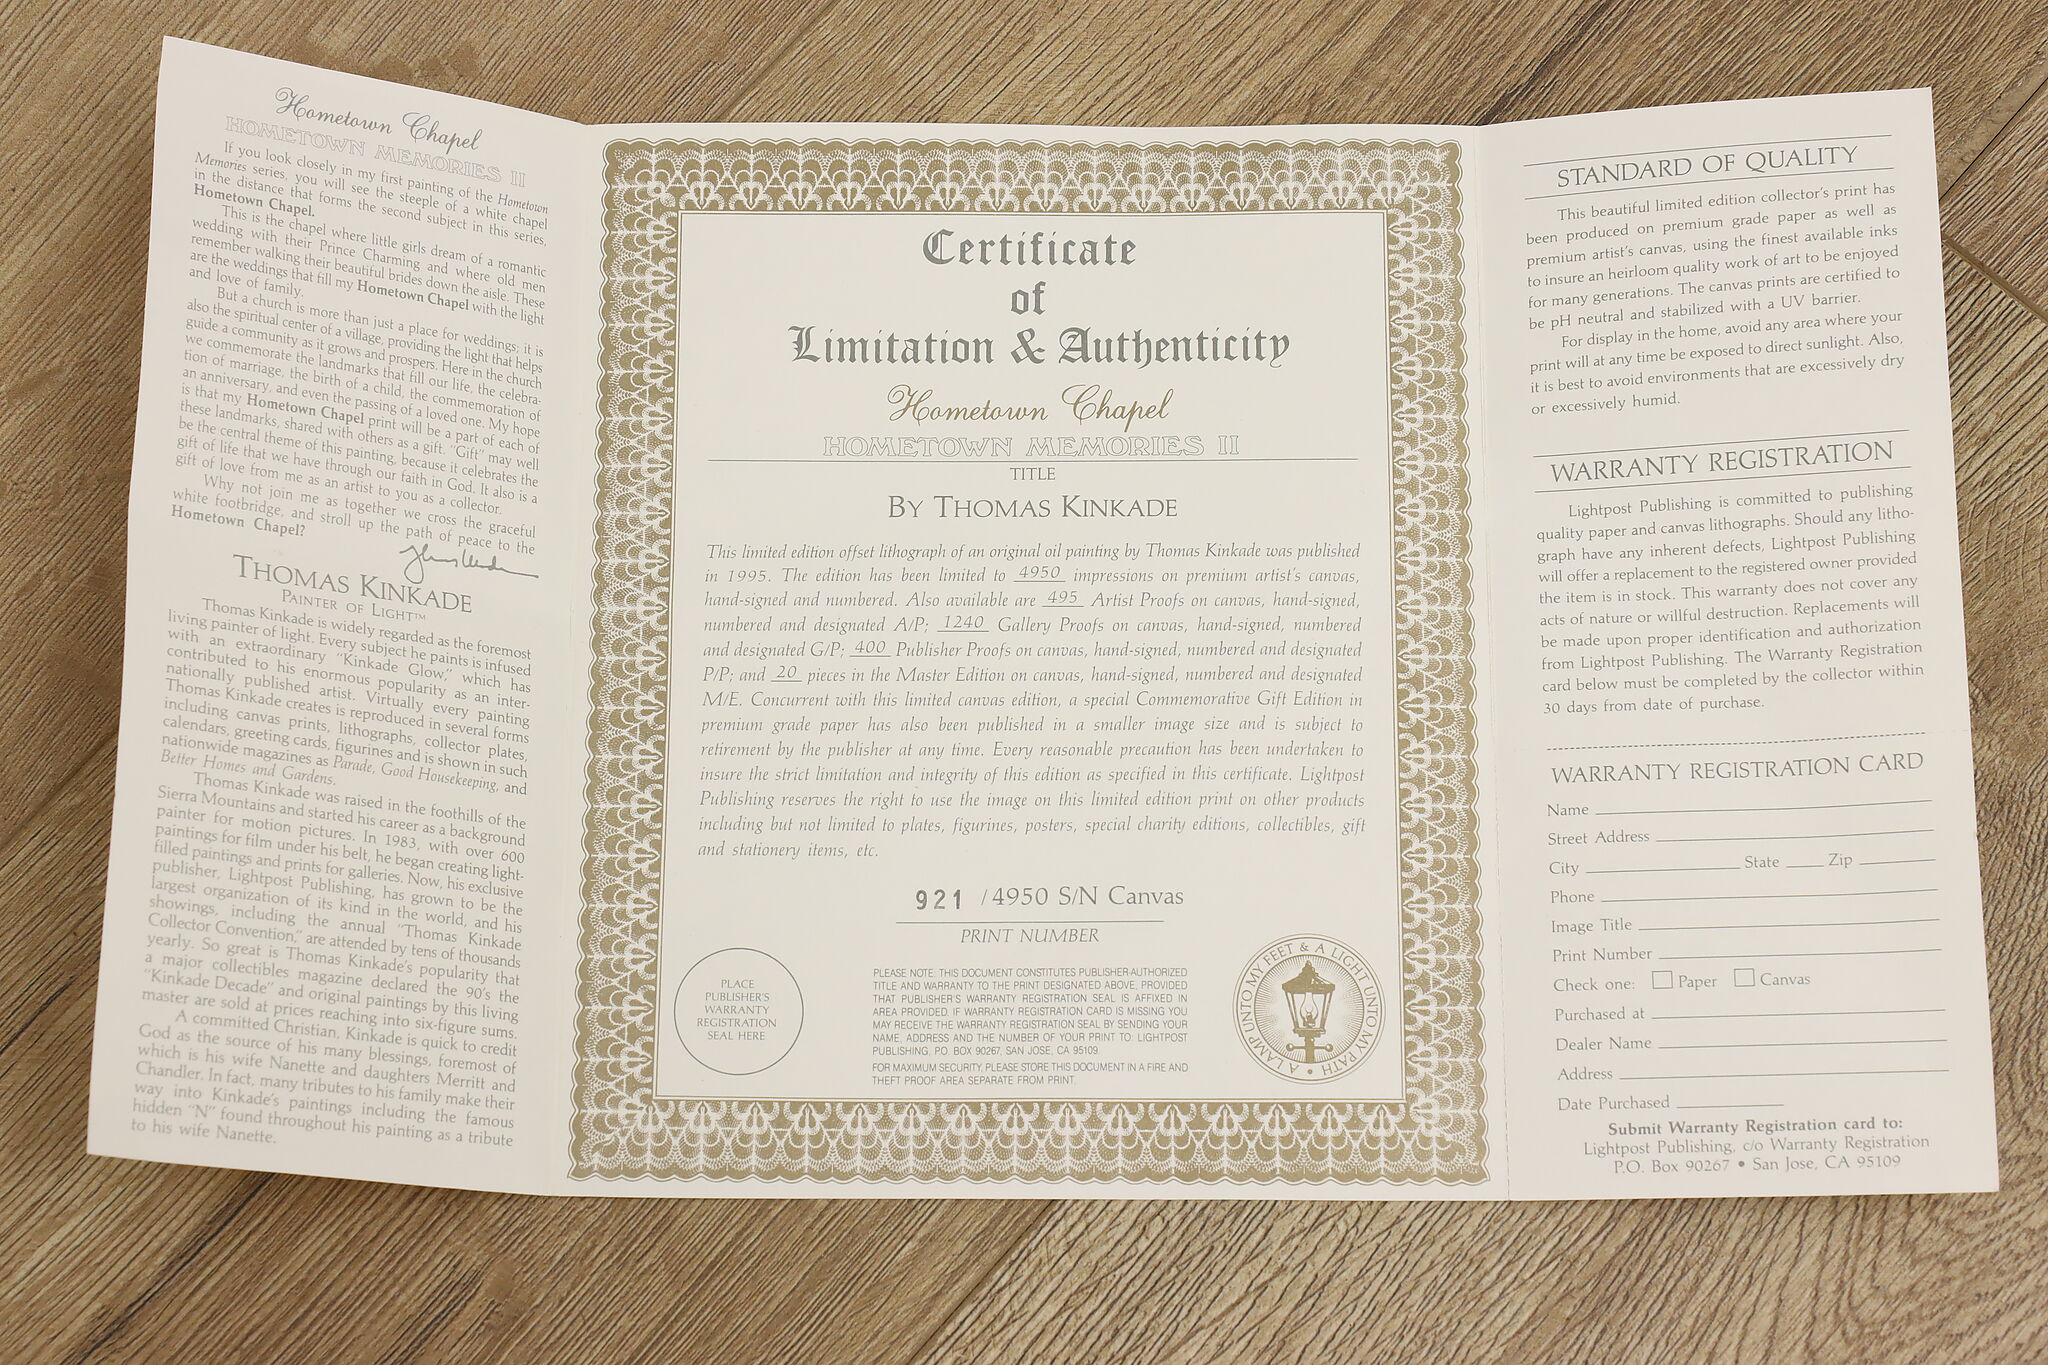 Hometown Chapel
HOMETOWN MEMORIES II
If you look closely in my first painting of the Hometown
Memories series, you will see the steeple of a white chapel
in the distance that forms the second subject in this series,
Hometown Chapel.
This is the chapel where little girls dream of a romantic
wedding with their Prince Charming and where old men
remember walking their beautiful brides down the aisle. These
are the weddings that fill my Hometown Chapel with the light
and love of family.
But a church is more than just a place for weddings; it is
also the spiritual center of a village, providing the light that helps
guide a community as it grows and prospers. Here in the church
we commemorate the landmarks that fill our life, the celebra-
tion of marriage, the birth of a child, the commemoration of
an anniversary, and even the passing of a loved one. My hope
is that my Hometown Chapel print will be a part of each of
these landmarks, shared with others as a gift. "Gift" may well
be the central theme of this painting, because it celebrates the
gift of life that we have through our faith in God. It also is a
gift of love from me as an artist to you as a collector.
Why not join me as together we cross the graceful
white footbridge, and stroll up the path of peace to the
Hometown Chapel?
THOMAS KINKADE
PAINTER OF LIGHT™
Thomas Kinkade is widely regarded as the foremost
living painter of light. Every subject he paints is infused
with an extraordinary "Kinkade Glow," which has
contributed to his enormous popularity as an inter-
nationally published artist. Virtually every painting
Thomas Kinkade creates is reproduced in several forms
including canvas prints, lithographs, collector plates,
calendars, greeting cards, figurines and is shown in such
nationwide magazines as Parade, Good Housekeeping, and
Better Homes and Gardens.
Thomas Kinkade was raised in the foothills of the
Sierra Mountains and started his career as a background
painter for motion pictures. In 1983, with over 600
paintings for film under his belt, he began creating light-
filled paintings and prints for galleries. Now, his exclusive
publisher, Lightpost Publishing, has grown to be the
largest organization of its kind in the world, and his
showings, including the annual "Thomas Kinkade
Collector Convention," are attended by tens of thousands
yearly. So great is Thomas Kinkade's popularity that
a major collectibles magazine declared the 90's the
"Kinkade Decade" and original paintings by this living
master are sold at prices reaching into six-figure sums.
A committed Christian, Kinkade is quick to credit
God as the source of his many blessings, foremost of
which is his wife Nanette and daughters Merritt and
Chandler. In fact, many tributes to his family make their
way into Kinkade's paintings including the famous
hidden "N" found throughout his painting as a tribute
to his wife Nanette.
Certificate
of
Limitation & Authenticity
Hometown Chapel
HOMETOWN MEMORIES II
TITLE
BY THOMAS KINKADE
This limited edition offset lithograph of an original oil painting by Thomas Kinkade was published
in 1995. The edition has been limited to 4950 impressions on premium artist's canvas,
hand-signed and numbered. Also available are 495 Artist Proofs on canvas, hand-signed,
numbered and designated A/P; 1240 Gallery Proofs on canvas, hand-signed, numbered
and designated G/P; 400 Publisher Proofs on canvas, hand-signed, numbered and designated
P/P; and 20 pieces in the Master Edition on canvas, hand-signed, numbered and designated
M/E. Concurrent with this limited canvas edition, a special Commemorative Gift Edition in
premium grade paper has also been published in a smaller image size and is subject to
retirement by the publisher at any time. Every reasonable precaution has been undertaken to
insure the strict limitation and integrity of this edition as specified in this certificate. Lightpost
Publishing reserves the right to use the image on this limited edition print on other products
including but not limited to plates, figurines, posters, special charity editions, collectibles, gift
and stationery items, etc.
921 /4950 S/N Canvas
PRINT NUMBER
PLACE
PUBLISHER'S
WARRANTY
REGISTRATION
SEAL HERE
PLEASE NOTE: THIS DOCUMENT CONSTITUTES PUBLISHER-AUTHORIZED
TITLE AND WARRANTY TO THE PRINT DESIGNATED ABOVE, PROVIDED
THAT PUBLISHER'S WARRANTY REGISTRATION SEAL IS AFFIXED IN
AREA PROVIDED. IF WARRANTY REGISTRATION CARD IS MISSING YOU
MAY RECEIVE THE WARRANTY REGISTRATION SEAL BY SENDING YOUR
NAME, ADDRESS AND THE NUMBER OF YOUR PRINT TO: LIGHTPOST
PUBLISHING, P.O. BOX 90267, SAN JOSE, CA 95109.
FOR MAXIMUM SECURITY, PLEASE STORE THIS DOCUMENT IN A FIRE AND
THEFT PROOF AREA SEPARATE FROM PRINT.
A LAMP UNTO MY FEET & A LIGHT UNTO MY PATH •
STANDARD OF QUALITY
This beautiful limited edition collector's print has
been produced on premium grade paper as well as
premium artist's canvas, using the finest available inks
to insure an heirloom quality work of art to be enjoyed
for many generations. The canvas prints are certified to
be pH neutral and stabilized with a UV barrier.
For display in the home, avoid any area where your
print will at any time be exposed to direct sunlight. Also,
it is best to avoid environments that are excessively dry
or excessively humid.
WARRANTY REGISTRATION
Lightpost Publishing is committed to publishing
quality paper and canvas lithographs. Should any litho-
graph have any inherent defects, Lightpost Publishing
will offer a replacement to the registered owner provided
the item is in stock. This warranty does not cover any
acts of nature or willful destruction. Replacements will
be made upon proper identification and authorization
from Lightpost Publishing. The Warranty Registration
card below must be completed by the collector within
30 days from date of purchase.
WARRANTY REGISTRATION CARD
Name
Street Address
City State Zip
Phone
Image Title
Print Number
Check one: Paper Canvas
Purchased at
Dealer Name
Address
Date Purchased
Submit Warranty Registration card to:
Lightpost Publishing, c/o Warranty Registration
P.O. Box 90267 • San Jose, CA 95109